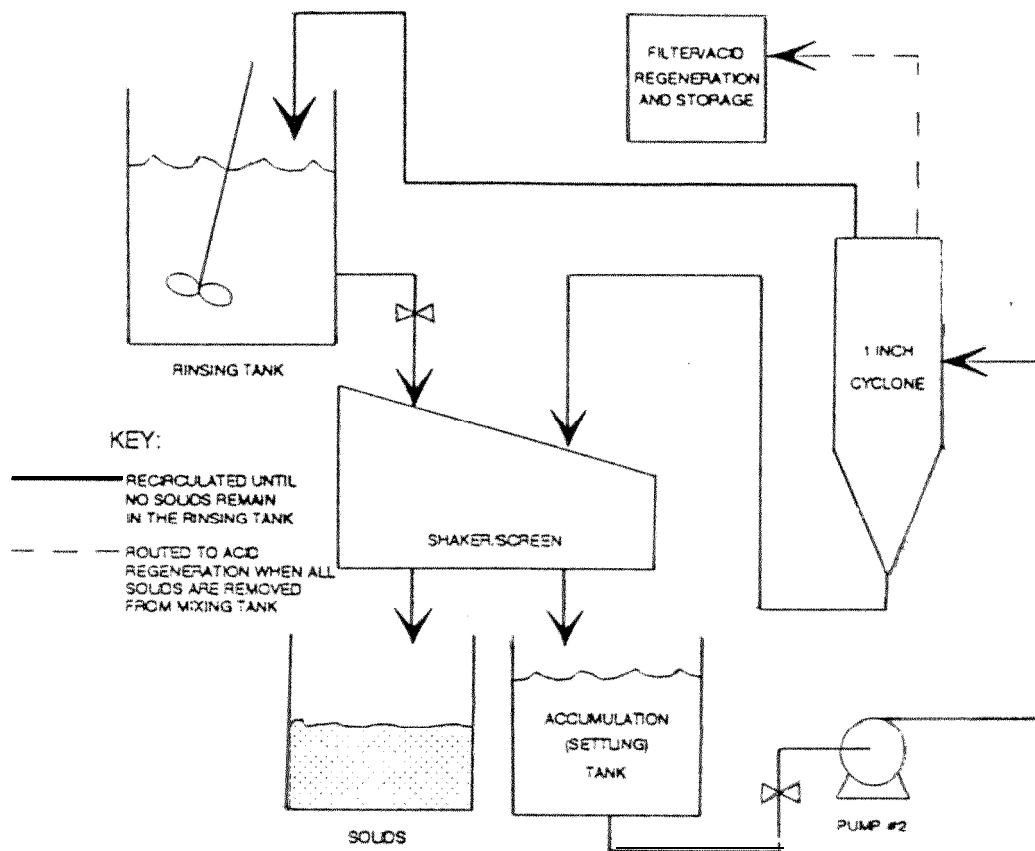 FILTER/ACID
REGENERATION
AND STORAGE
1 INCH
CYCLONE
RINSING TANK
KEY:
RECIRCULATED UNTIL
NO SOLIDS REMAIN
IN THE RINSING TANK
ROUTED TO ACID
REGENERATION WHEN ALL
SOLIDS ARE REMOVED
FROM MIXING TANK
SHAKER/SCREEN
ACCUMULATION
(SETTLING)
TANK
SOLIDS
PUMP #2